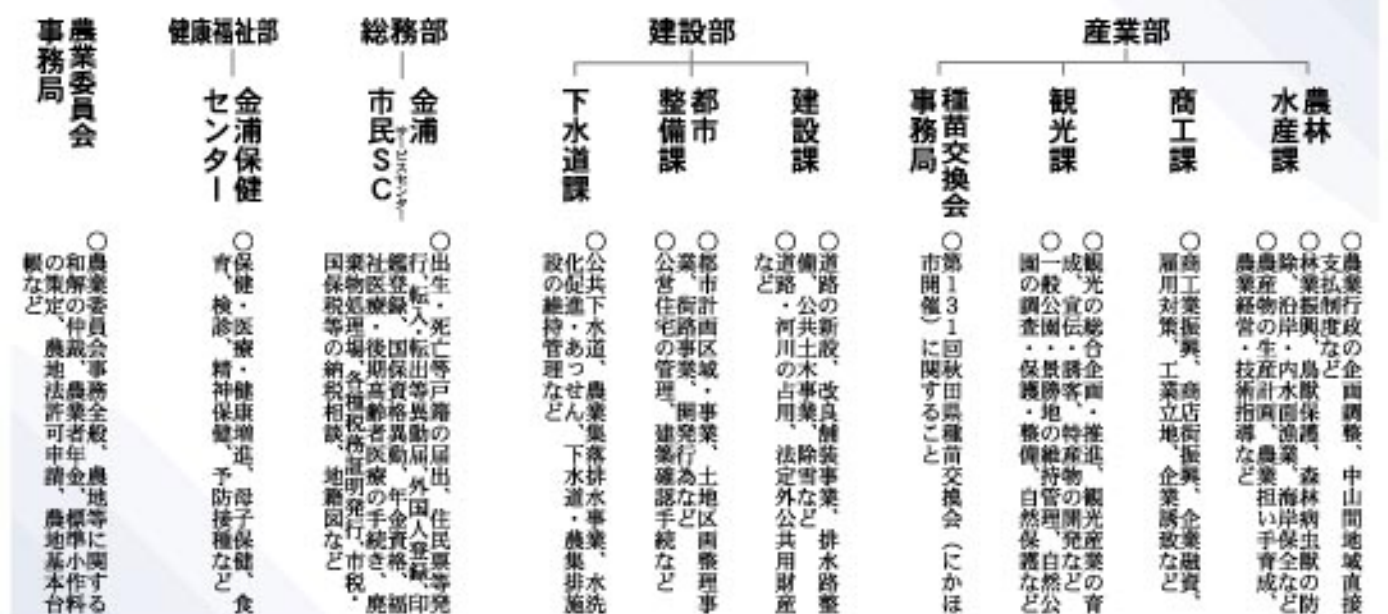 産業部
農林
水産課
○農業行政の企画調整、中山間地域直接
支払制度など
○林業振興、鳥獣保護、森林病虫獣の防
除、沿岸・内水面漁業、海岸保全など
○農産物の生産計画、農業担い手育成、
農業経営・技術指導など
商工課
○商工業振興、商店街振興、企業融資、
雇用対策、工業立地、企業誘致など
観光課
○観光の総合企画・推進、観光産業の育
成、宣伝・誘客、特産物の開発など
○一般公園・景勝地の維持管理、自然公
園の調査・保護・整備、自然保護など
種苗交換会
事務局
○第131回秋田県種苗交換会（にかほ
市開催）に関すること
建設部
建設課
○道路の新設、改良舗装事業、排水路整
備、公共土木事業、除雪など
○道路・河川の占用、法定外公共用財産
など
都市
整備課
○都市計画区域・事業、土地区画整理事
業、街路事業、開発行為など
○公営住宅の管理、建築確認手続など
下水道課
○公共下水道、農業集落排水事業、水洗
化促進・あっせん、下水道・農集排施
設の維持管理など
総務部
金浦
市民SC
サービスセンター
○出生・死亡等戸籍の届出、住民票等発
行、転入・転出等異動届、外国人登録、印
鑑登録、国保資格異動、年金資格、福
祉医療・後期高齢者医療の手続き、廃
棄物処理場、各種税務証明発行、市税・
国保税等の納税相談、地籍図など
健康福祉部
金浦保健
センター
○保健・医療・健康増進、母子保健、食
育、検診、精神保健、予防接種など
農業委員会
事務局
○農業委員会事務全般、農地等に関する
和解の仲裁、農業者年金、標準小作料
の策定、農地法許可申請、農地基本台
帳など